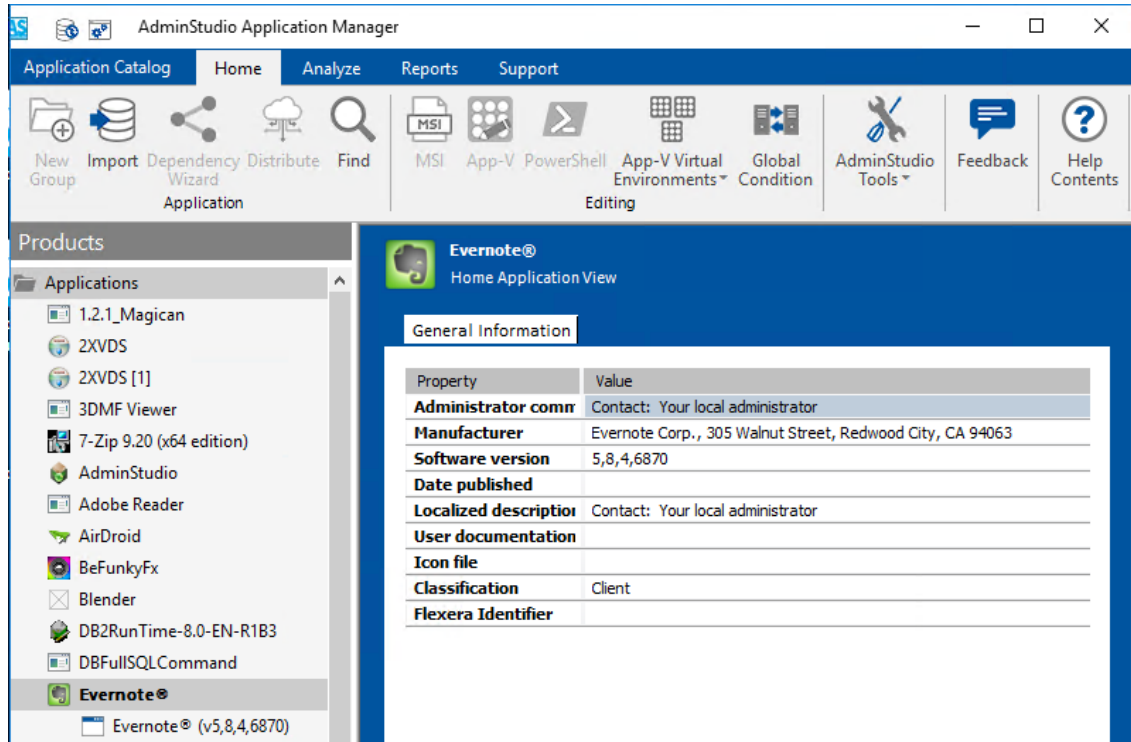 AS
AdminStudio Application Manager
Application Catalog Home Analyze Reports Support
New Group
Import
Dependency Wizard
Distribute
Find
MSI
MSI
App-V
PowerShell
App-V Virtual Environments
Global Condition
AdminStudio Tools
Feedback
Help Contents
Application
Editing
Products
Applications
1.2.1_Magican
2XVDS
2XVDS [1]
3DMF Viewer
7-Zip 9.20 (x64 edition)
AdminStudio
Adobe Reader
AirDroid
BeFunkyFx
Blender
DB2RunTime-8.0-EN-R1B3
DBFullSQLCommand
Evernote®
Evernote® (v5,8,4,6870)
Evernote®
Home Application View
General Information
Property Value
Administrator comm Contact: Your local administrator
Manufacturer Evernote Corp., 305 Walnut Street, Redwood City, CA 94063
Software version 5,8,4,6870
Date published
Localized description Contact: Your local administrator
User documentation
Icon file
Classification Client
Flexera Identifier